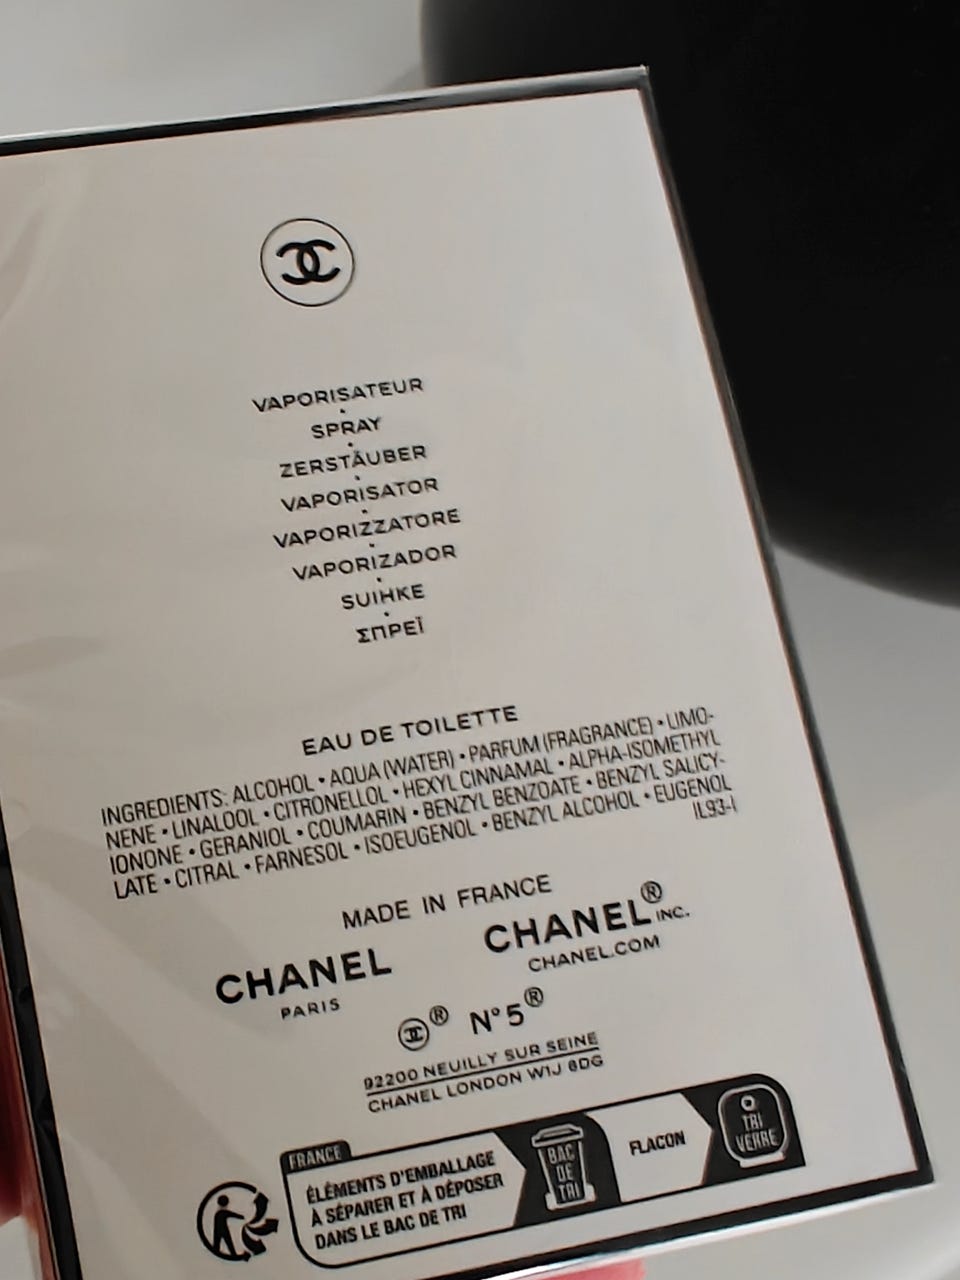 VAPORISATEUR
SPRAY
ZERSTÄUBER
VAPORISATOR
VAPORIZZATORE
VAPORIZADOR
SUIHKE
ΣΠΡΕΪ
EAU DE TOILETTE
INGREDIENTS: ALCOHOL • AQUA (WATER) • PARFUM (FRAGRANCE) • LIMO-
NENE • LINALOOL • CITRONELLOL • HEXYL CINNAMAL • ALPHA-ISOMETHYL
IONONE • GERANIOL • COUMARIN • BENZYL BENZOATE • BENZYL SALICY-
LATE • CITRAL • FARNESOL • ISOEUGENOL • BENZYL ALCOHOL • EUGENOL
IL93-I
MADE IN FRANCE
CHANEL
PARIS
CHANEL® INC.
CHANEL.COM
® N°5®
92200 NEUILLY SUR SEINE
CHANEL LONDON W1J 6DG
FRANCE
ÉLÉMENTS D'EMBALLAGE
À SÉPARER ET À DÉPOSER
DANS LE BAC DE TRI
BAC
DE
TRI
FLACON
TRI
VERRE